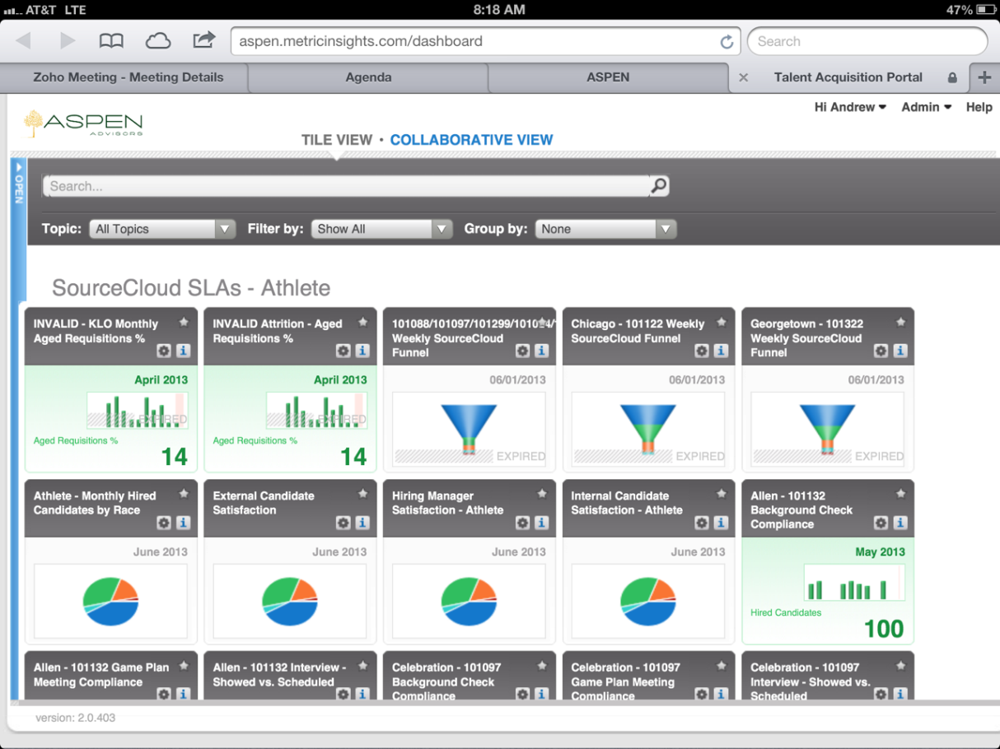 AT&T LTE
8:18 AM
47%
aspen.metricinsights.com/dashboard
Search
Zoho Meeting - Meeting Details
Agenda
ASPEN
Talent Acquisition Portal
Hi Andrew
Admin
Help
ASPEN
ADVISORS
TILE VIEW • COLLABORATIVE VIEW
OPEN
Search...
Topic: All Topics
Filter by: Show All
Group by: None
SourceCloud SLAs - Athlete
INVALID - KLO Monthly
Aged Requisitions %
April 2013
EXPIRED
Aged Requisitions %
14
INVALID Attrition - Aged
Requisitions %
April 2013
EXPIRED
Aged Requisitions %
14
101088/101097/101299/
Weekly SourceCloud
Funnel
06/01/2013
EXPIRED
Chicago - 101122 Weekly
SourceCloud Funnel
06/01/2013
EXPIRED
Georgetown - 101322
Weekly SourceCloud
Funnel
06/01/2013
EXPIRED
Athlete - Monthly Hired
Candidates by Race
June 2013
External Candidate
Satisfaction
June 2013
Hiring Manager
Satisfaction - Athlete
June 2013
Internal Candidate
Satisfaction - Athlete
June 2013
Allen - 101132
Background Check
Compliance
May 2013
Hired Candidates
100
Allen - 101132 Game Plan
Meeting Compliance
Allen - 101132 Interview -
Showed vs. Scheduled
Celebration - 101097
Background Check
Compliance
Celebration - 101097
Game Plan Meeting
Compliance
Celebration - 101097
Interview - Showed vs.
Scheduled
version: 2.0.403